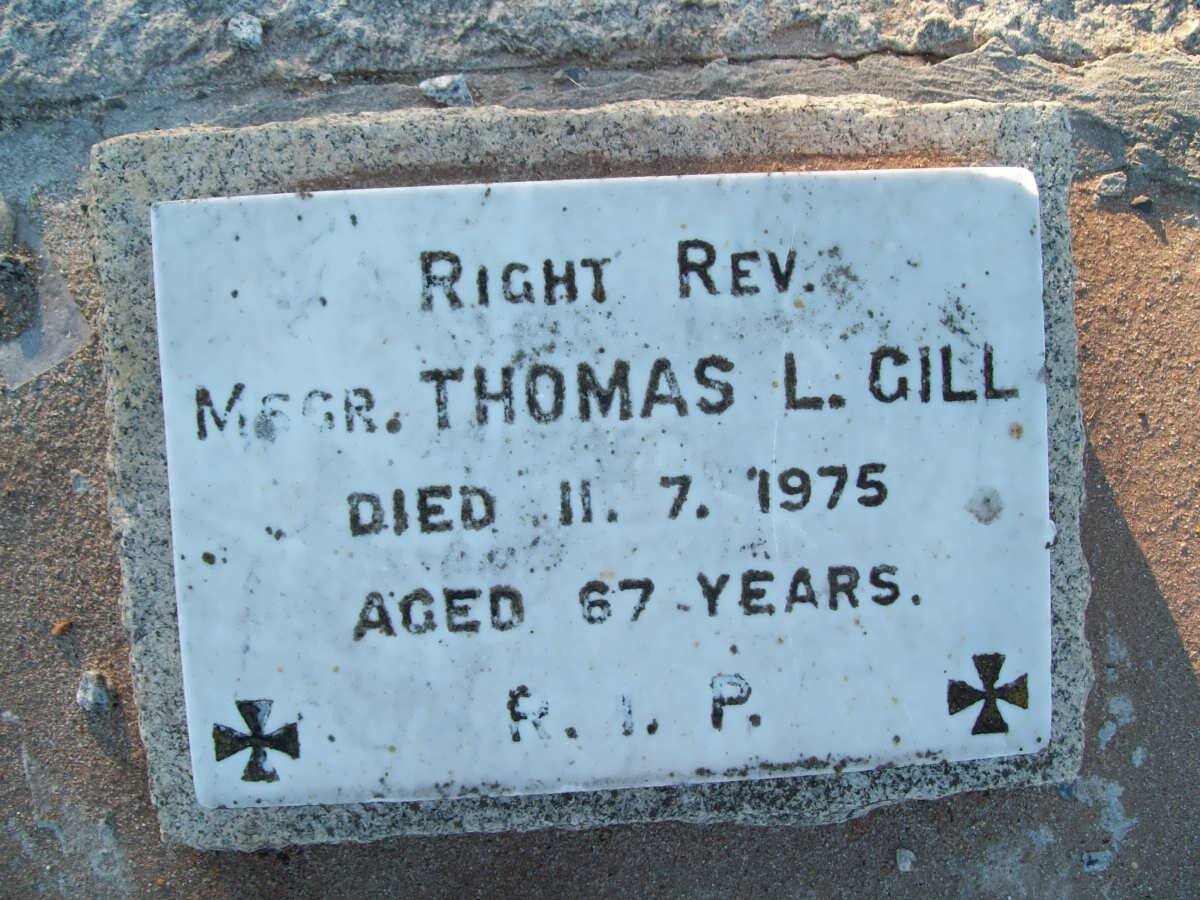 RIGHT REV.
MSGR. THOMAS L. GILL
DIED 11. 7. 1975
AGED 67 YEARS.
R. I. P.